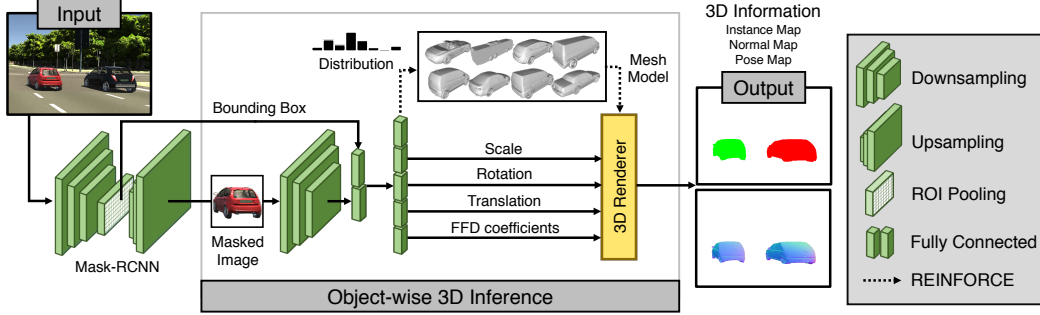 Input
Mask-RCNN
Bounding Box
Masked
Image
Distribution
Mesh
Model
Scale
Rotation
Translation
FFD coefficients
3D Renderer
Object-wise 3D Inference
3D Information
Instance Map
Normal Map
Pose Map
Output
Downsampling
Upsampling
ROI Pooling
Fully Connected
REINFORCE